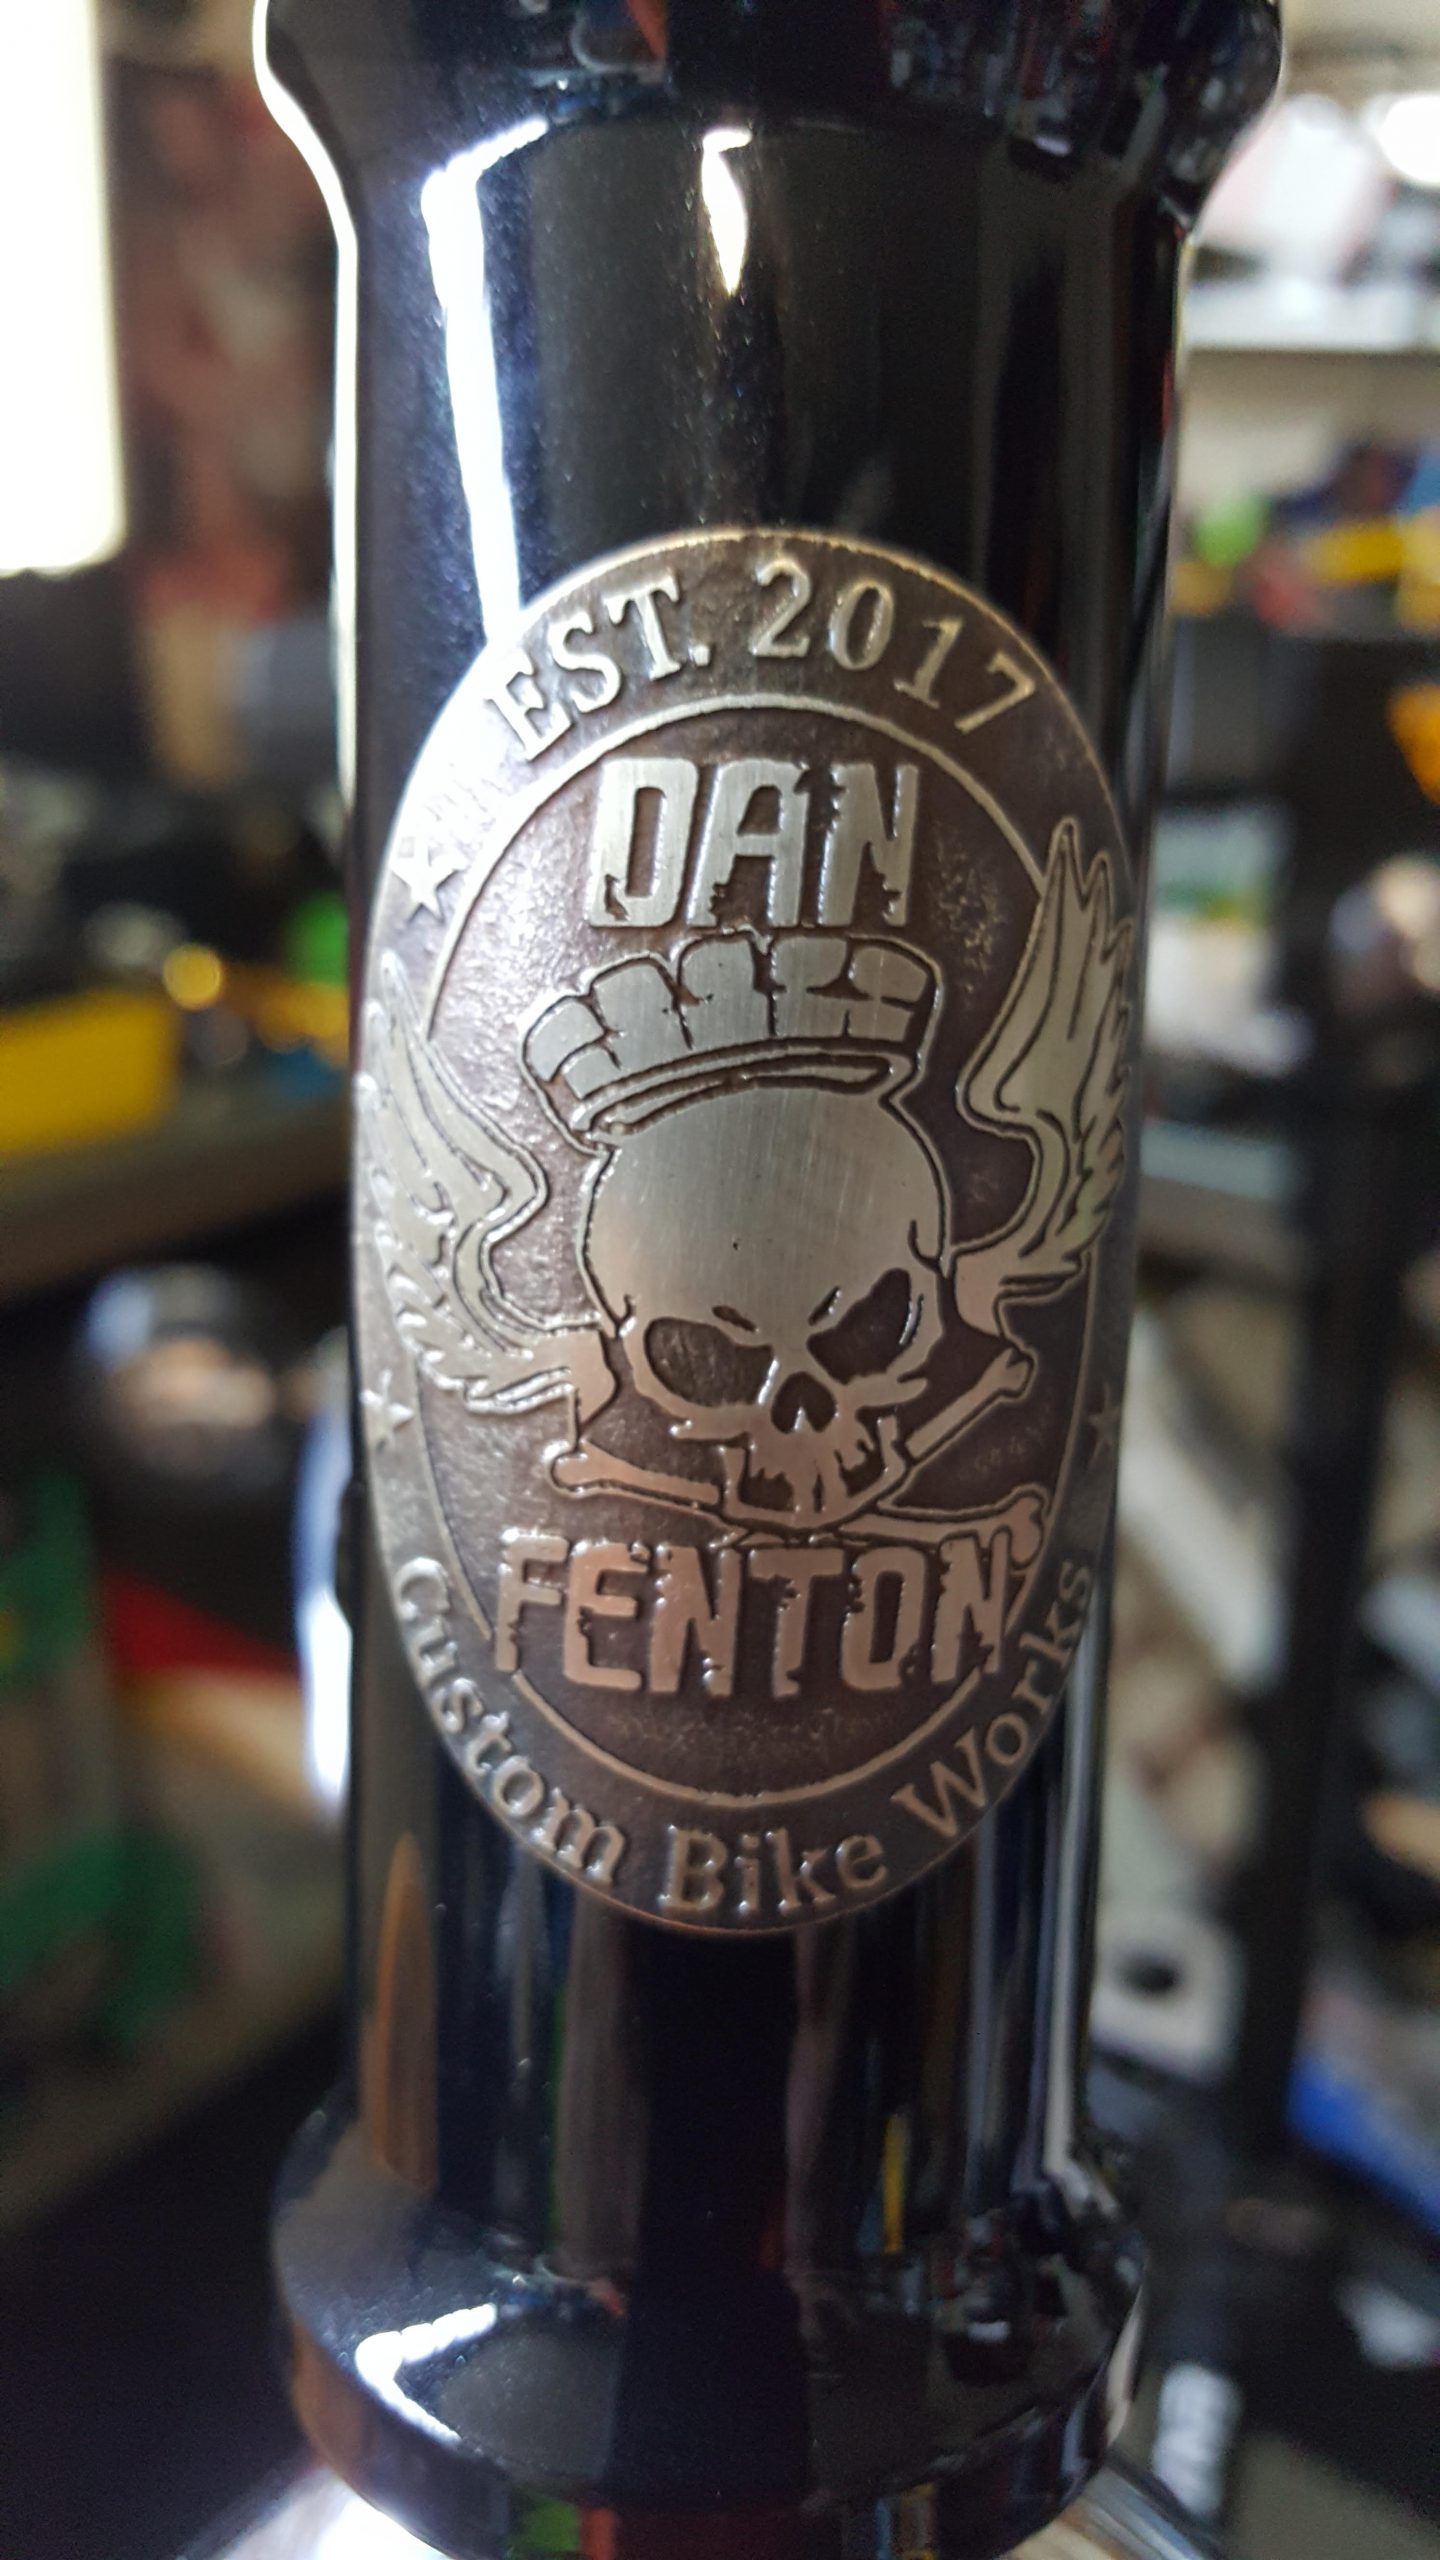 EST. 2017
DAN
FENTON
Custom Bike Works